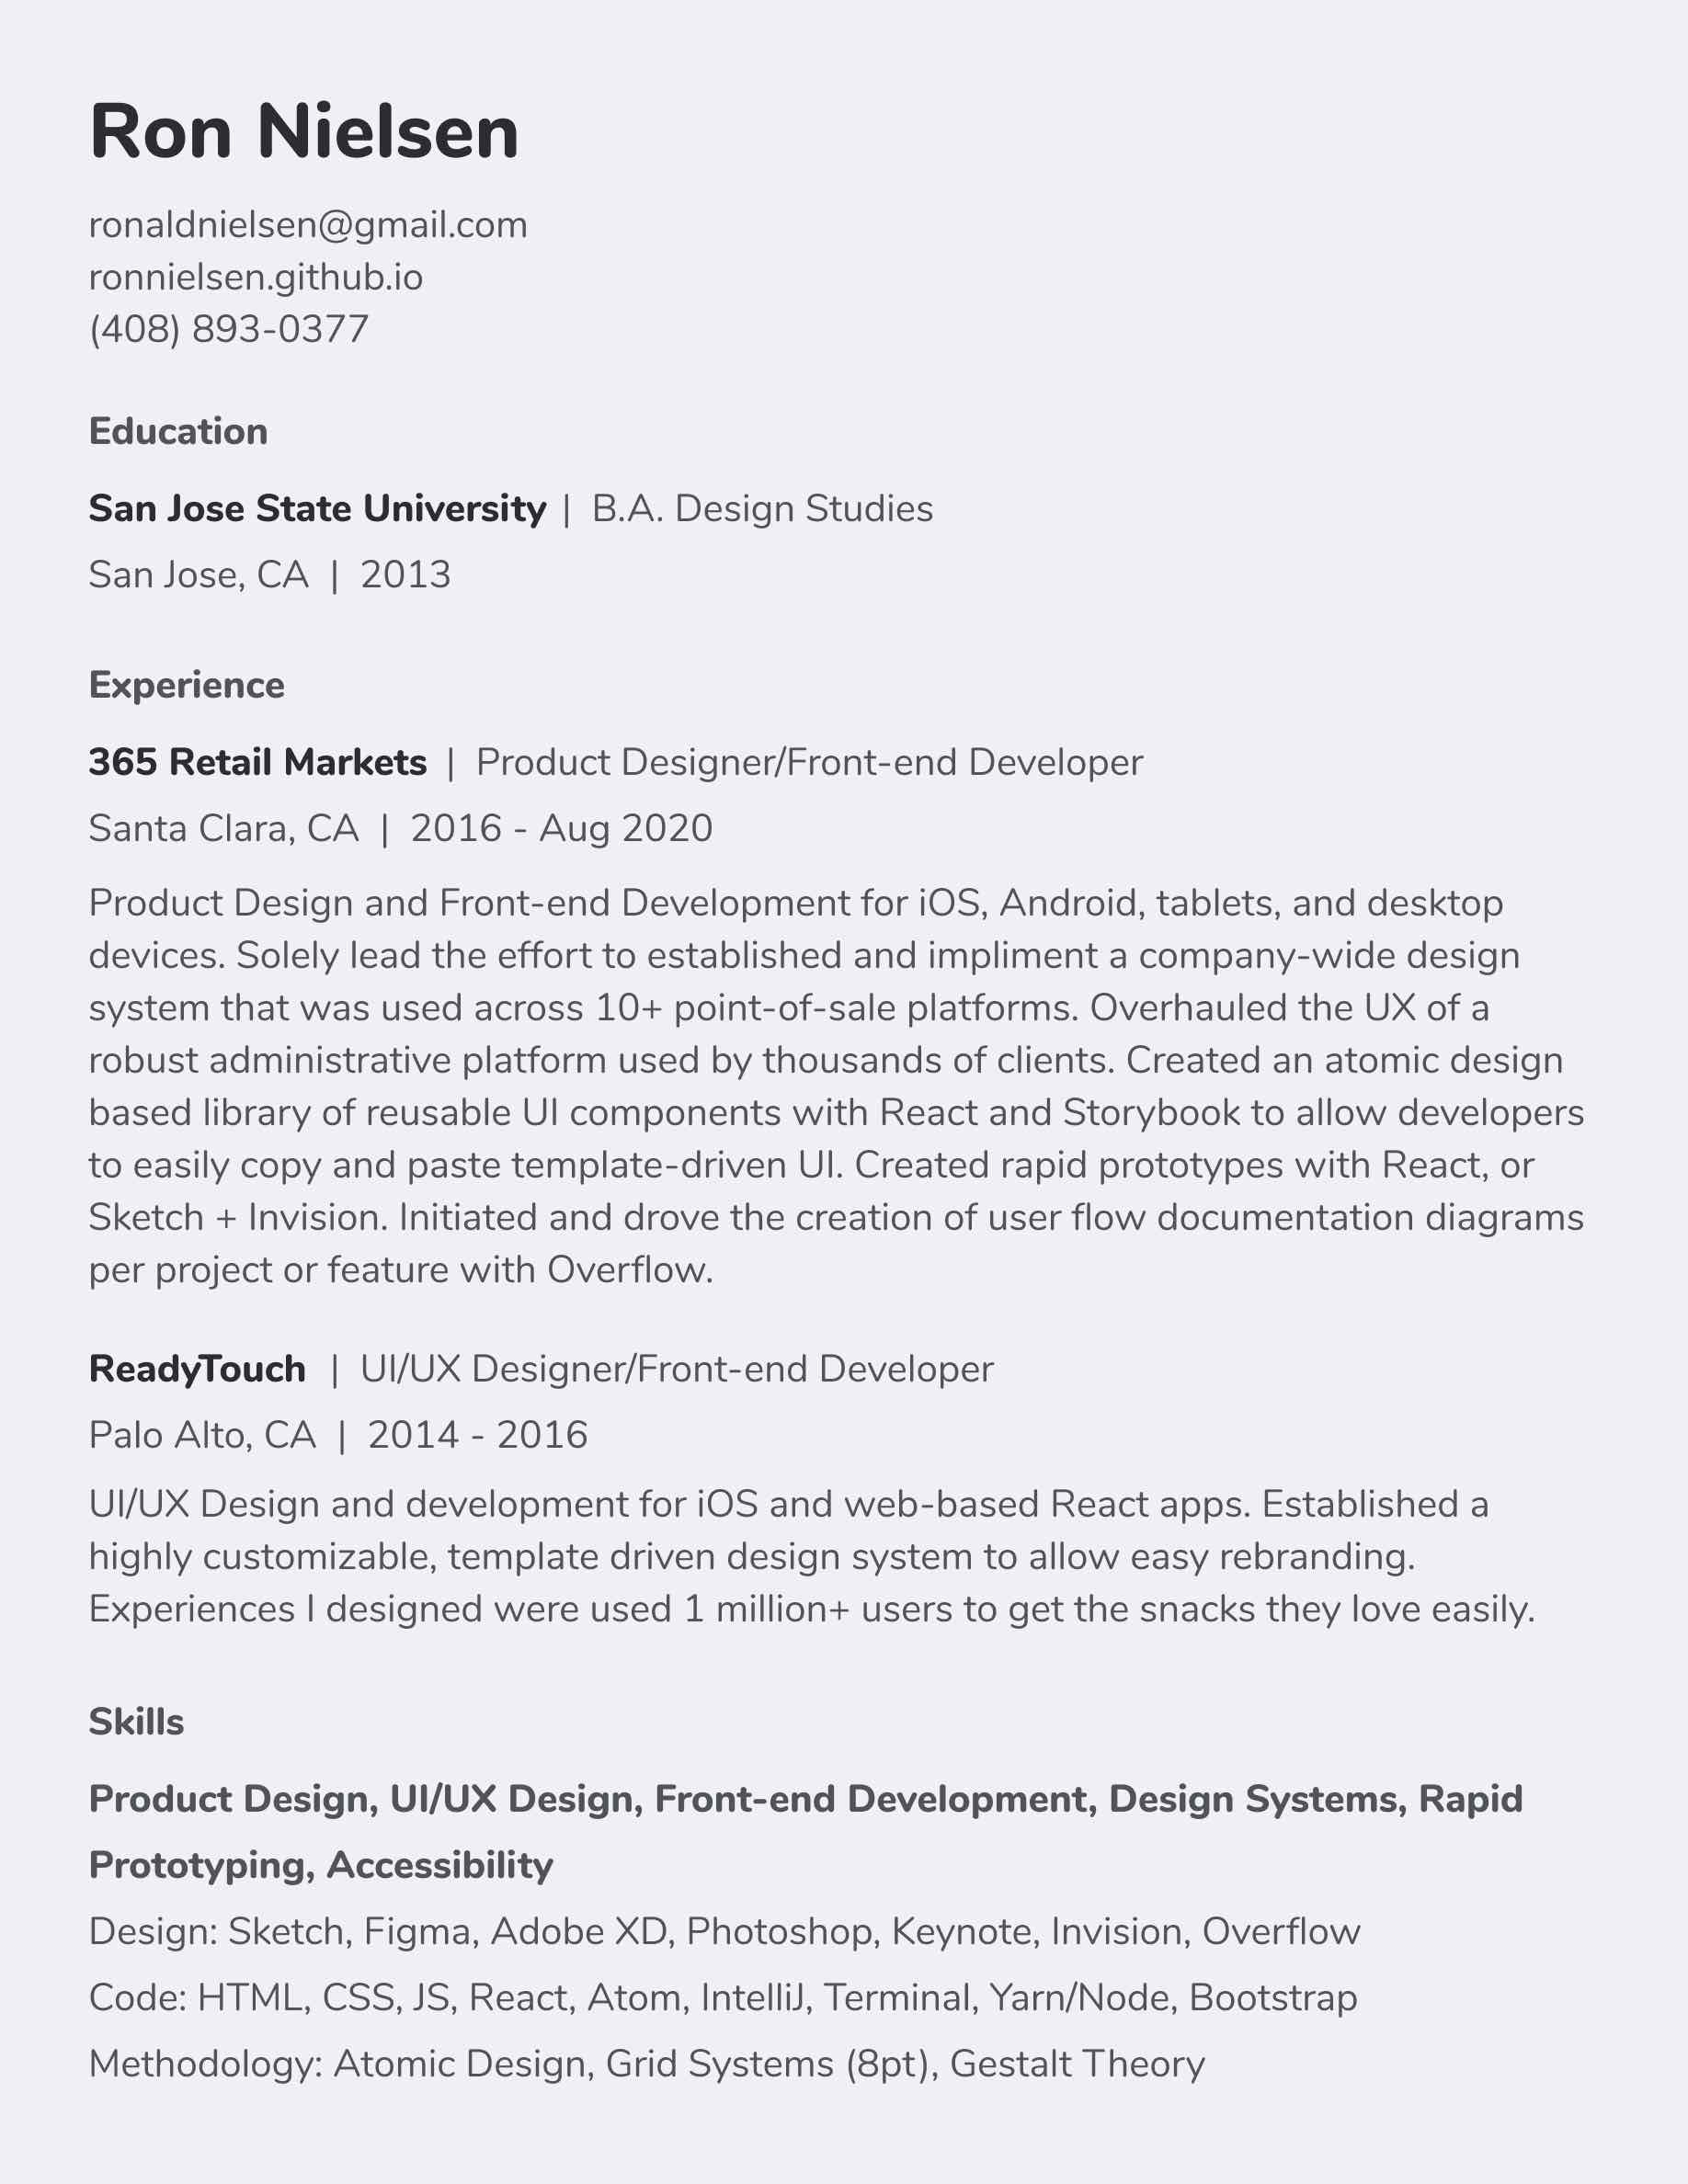 Ron Nielsen
ronaldnielsen@gmail.com
ronnielsen.github.io
(408) 893-0377
Education
San Jose State University | B.A. Design Studies
San Jose, CA | 2013
Experience
365 Retail Markets | Product Designer/Front-end Developer
Santa Clara, CA | 2016 - Aug 2020
Product Design and Front-end Development for iOS, Android, tablets, and desktop
devices. Solely lead the effort to established and impliment a company-wide design
system that was used across 10+ point-of-sale platforms. Overhauled the UX of a
robust administrative platform used by thousands of clients. Created an atomic design
based library of reusable UI components with React and Storybook to allow developers
to easily copy and paste template-driven UI. Created rapid prototypes with React, or
Sketch + Invision. Initiated and drove the creation of user flow documentation diagrams
per project or feature with Overflow.
ReadyTouch | UI/UX Designer/Front-end Developer
Palo Alto, CA | 2014 - 2016
UI/UX Design and development for iOS and web-based React apps. Established a
highly customizable, template driven design system to allow easy rebranding.
Experiences I designed were used 1 million+ users to get the snacks they love easily.
Skills
Product Design, UI/UX Design, Front-end Development, Design Systems, Rapid
Prototyping, Accessibility
Design: Sketch, Figma, Adobe XD, Photoshop, Keynote, Invision, Overflow
Code: HTML, CSS, JS, React, Atom, IntelliJ, Terminal, Yarn/Node, Bootstrap
Methodology: Atomic Design, Grid Systems (8pt), Gestalt Theory